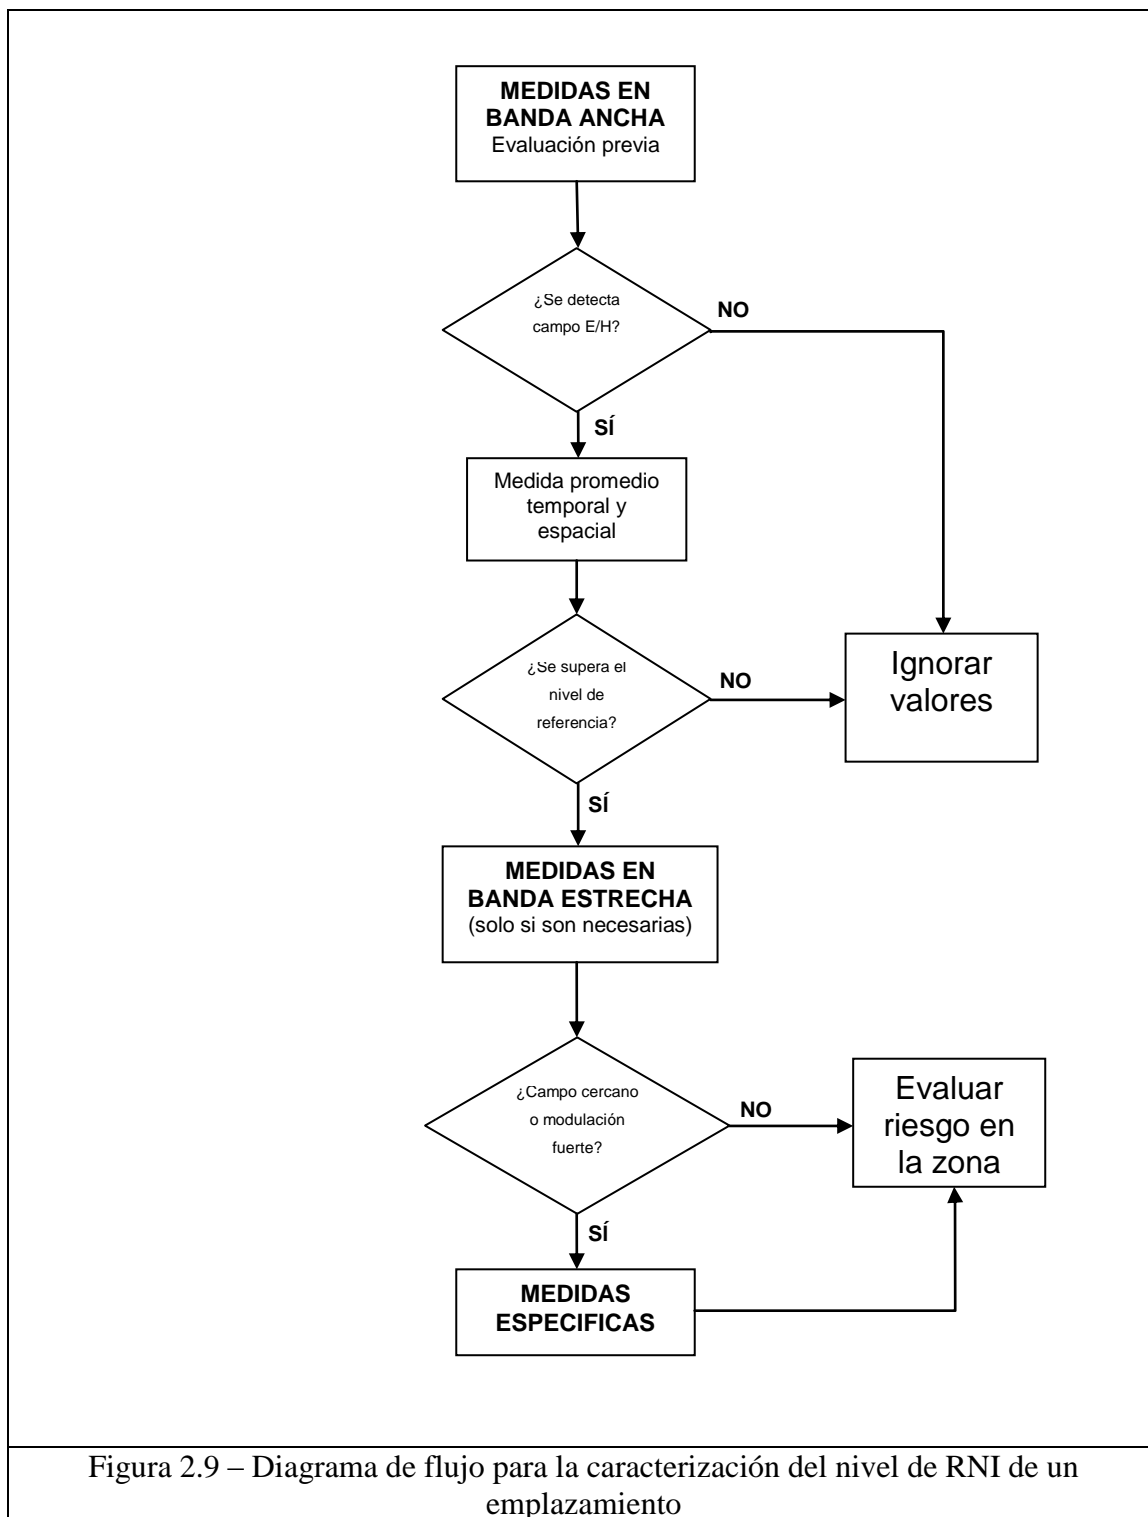 MEDIDAS EN
BANDA ANCHA
Evaluación previa
¿Se detecta
campo E/H?
NO
SÍ
Medida promedio
temporal y
espacial
¿Se supera el
nivel de
referencia?
NO
Ignorar
valores
SÍ
MEDIDAS EN
BANDA ESTRECHA
(solo si son necesarias)
¿Campo cercano
o modulación
fuerte?
NO
Evaluar
riesgo en
la zona
SÍ
MEDIDAS
ESPECIFICAS
Figura 2.9 – Diagrama de flujo para la caracterización del nivel de RNI de un
emplazamiento